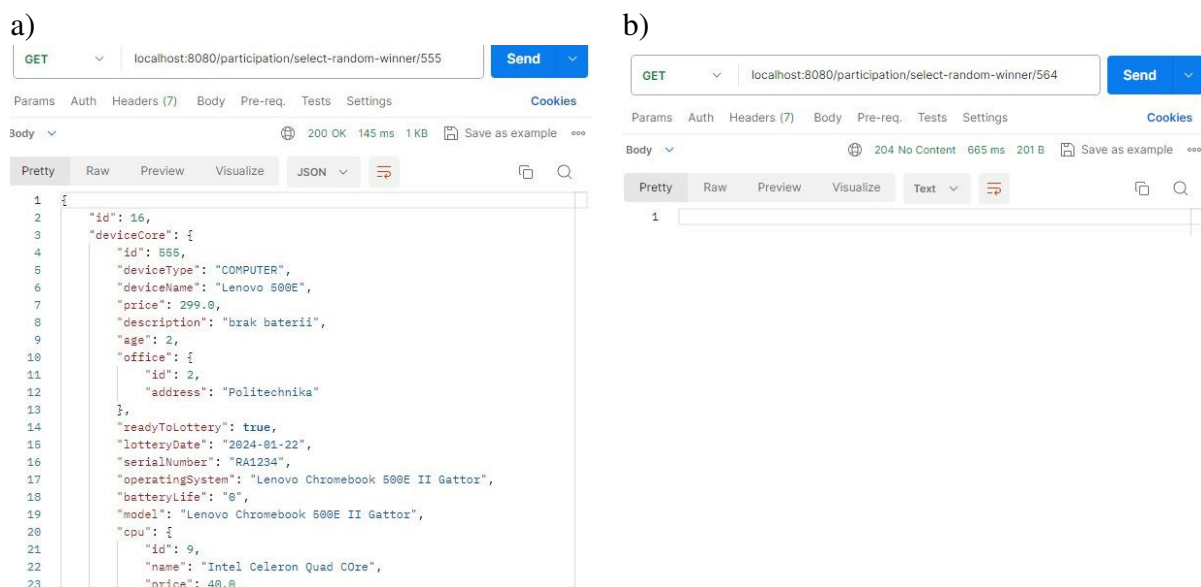 a)
GET localhost:8080/participation/select-random-winner/555 Send
Params Auth Headers (7) Body Pre-req. Tests Settings Cookies
Body 200 OK 145 ms 1 KB Save as example
Pretty Raw Preview Visualize JSON
1 {
2 "id": 16,
3 "deviceCore": {
4 "id": 555,
5 "deviceType": "COMPUTER",
6 "deviceName": "Lenovo 500E",
7 "price": 299.0,
8 "description": "brak baterii",
9 "age": 2,
10 "office": {
11 "id": 2,
12 "address": "Politechnika"
13 },
14 "readyToLottery": true,
15 "lotteryDate": "2024-01-22",
16 "serialNumber": "RA1234",
17 "operatingSystem": "Lenovo Chromebook 500E II Gattor",
18 "batteryLife": "0",
19 "model": "Lenovo Chromebook 500E II Gattor",
20 "cpu": {
21 "id": 9,
22 "name": "Intel Celeron Quad COre",
23 "price": 40.0
b)
GET localhost:8080/participation/select-random-winner/564 Send
Params Auth Headers (7) Body Pre-req. Tests Settings Cookies
Body 204 No Content 665 ms 201 B Save as example
Pretty Raw Preview Visualize Text
1